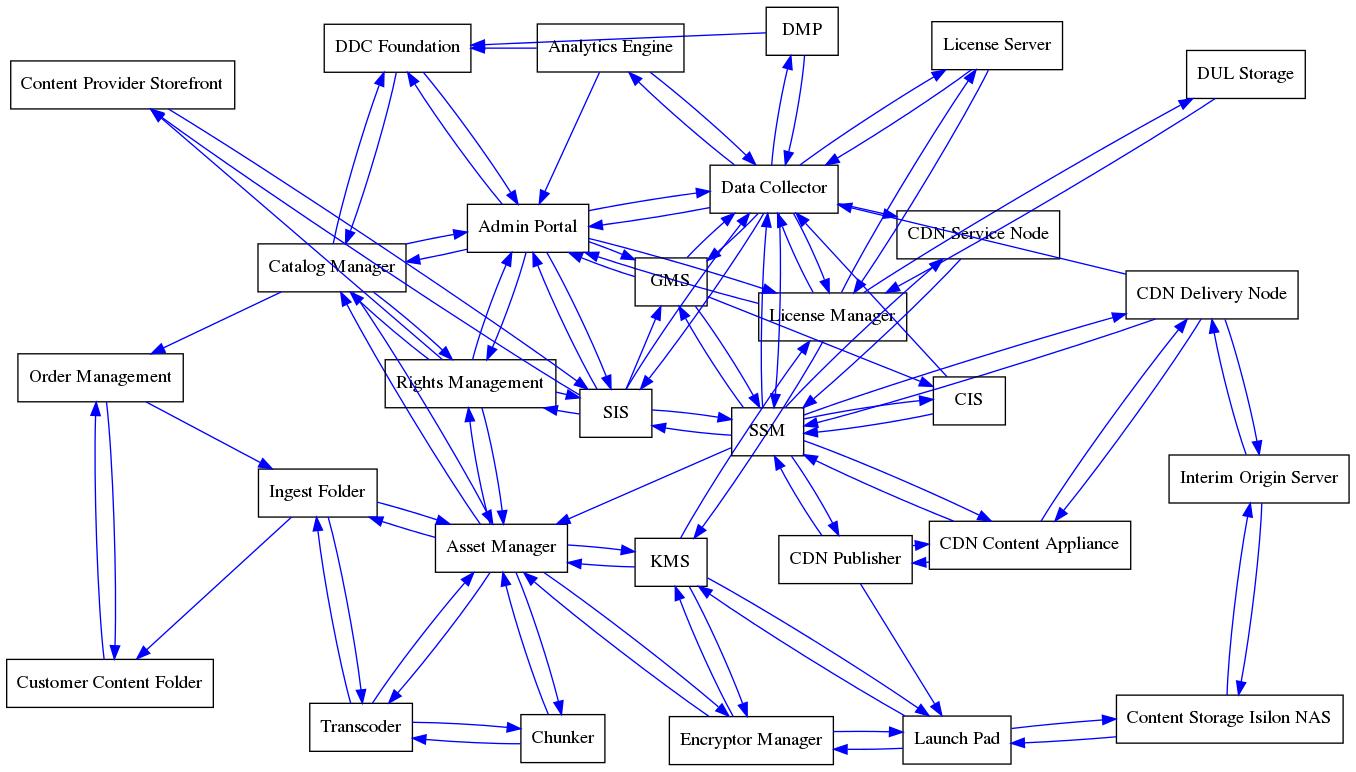 DMP
License Server
DDC Foundation
Analytics Engine
DUL Storage
Content Provider Storefront
Data Collector
Admin Portal
CDN Service Node
Catalog Manager
GMS
CDN Delivery Node
License Manager
Order Management
Rights Management
CIS
SIS
SSM
Interim Origin Server
Ingest Folder
Asset Manager
CDN Content Appliance
KMS
CDN Publisher
Customer Content Folder
Content Storage Isilon NAS
Transcoder
Chunker
Encryptor Manager
Launch Pad